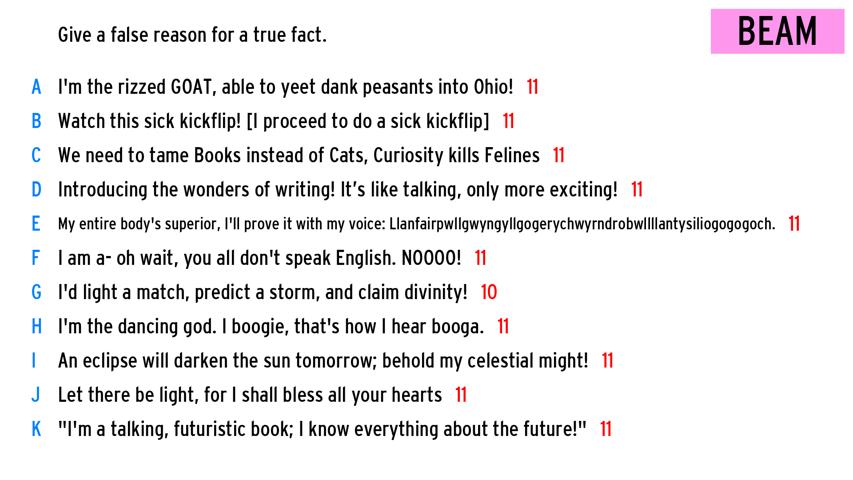 Give a false reason for a true fact.
BEAM
A I'm the rizzed GOAT, able to yeet dank peasants into Ohio! 11
B Watch this sick kickflip! [I proceed to do a sick kickflip] 11
C We need to tame Books instead of Cats, Curiosity kills Felines 11
D Introducing the wonders of writing! It’s like talking, only more exciting! 11
E My entire body's superior, I'll prove it with my voice: Llanfairpwllgwyngyllgogerychwyrndrobwllllantysiliogogogoch. 11
F I am a- oh wait, you all don't speak English. NOOOO! 11
G I'd light a match, predict a storm, and claim divinity! 10
H I'm the dancing god. I boogie, that's how I hear booga. 11
I An eclipse will darken the sun tomorrow; behold my celestial might! 11
J Let there be light, for I shall bless all your hearts 11
K "I'm a talking, futuristic book; I know everything about the future!" 11